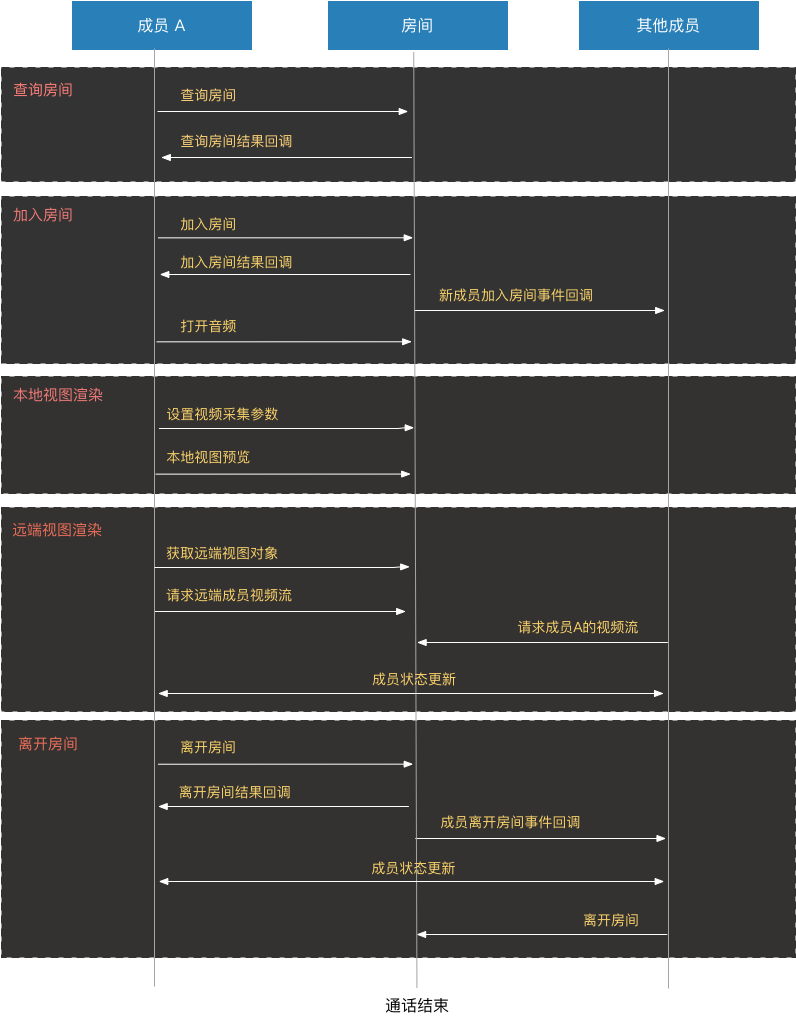 成员 A
房间
其他成员
查询房间
查询房间
查询房间结果回调
加入房间
加入房间
加入房间结果回调
新成员加入房间事件回调
打开音频
本地视图渲染
设置视频采集参数
本地视图预览
远端视图渲染
获取远端视图对象
请求远端成员视频流
请求成员A的视频流
成员状态更新
离开房间
离开房间
离开房间结果回调
成员离开房间事件回调
成员状态更新
离开房间
通话结束